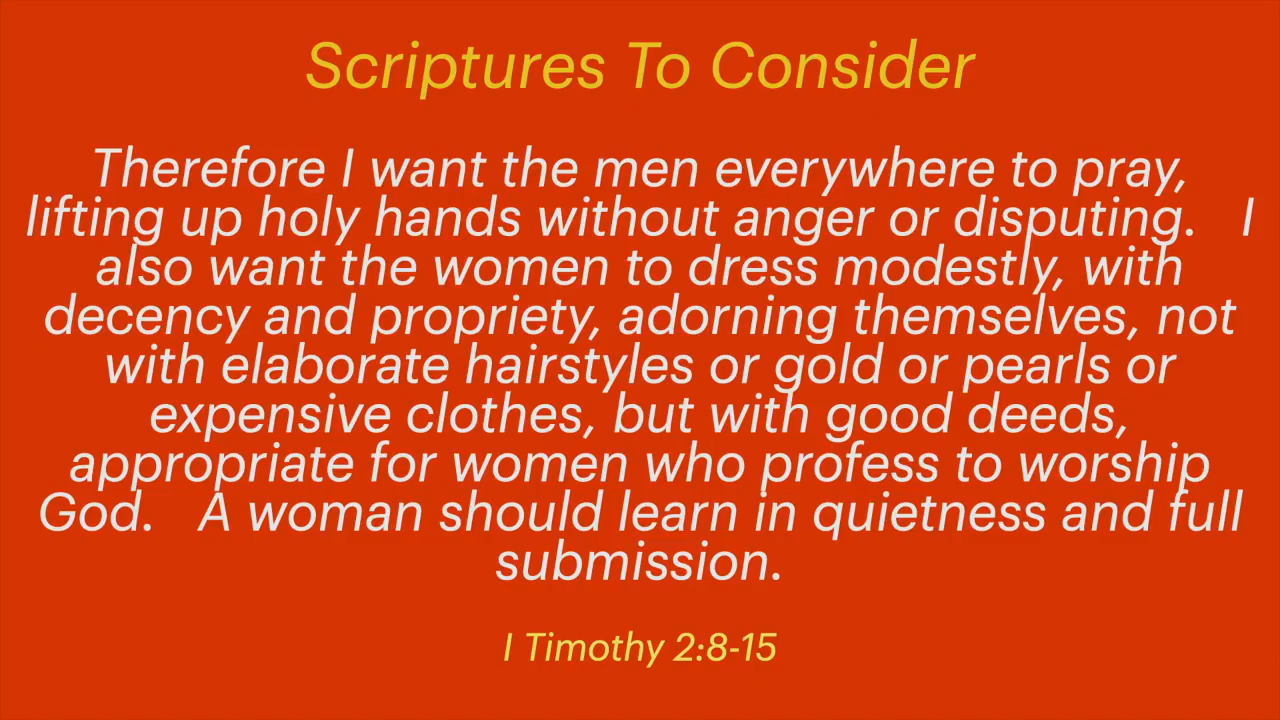 Scriptures To Consider
Therefore I want the men everywhere to pray,
lifting up holy hands without anger or disputing.   I
also want the women to dress modestly, with
decency and propriety, adorning themselves, not
with elaborate hairstyles or gold or pearls or
expensive clothes, but with good deeds,
appropriate for women who profess to worship
God.   A woman should learn in quietness and full
submission.
I Timothy 2:8-15